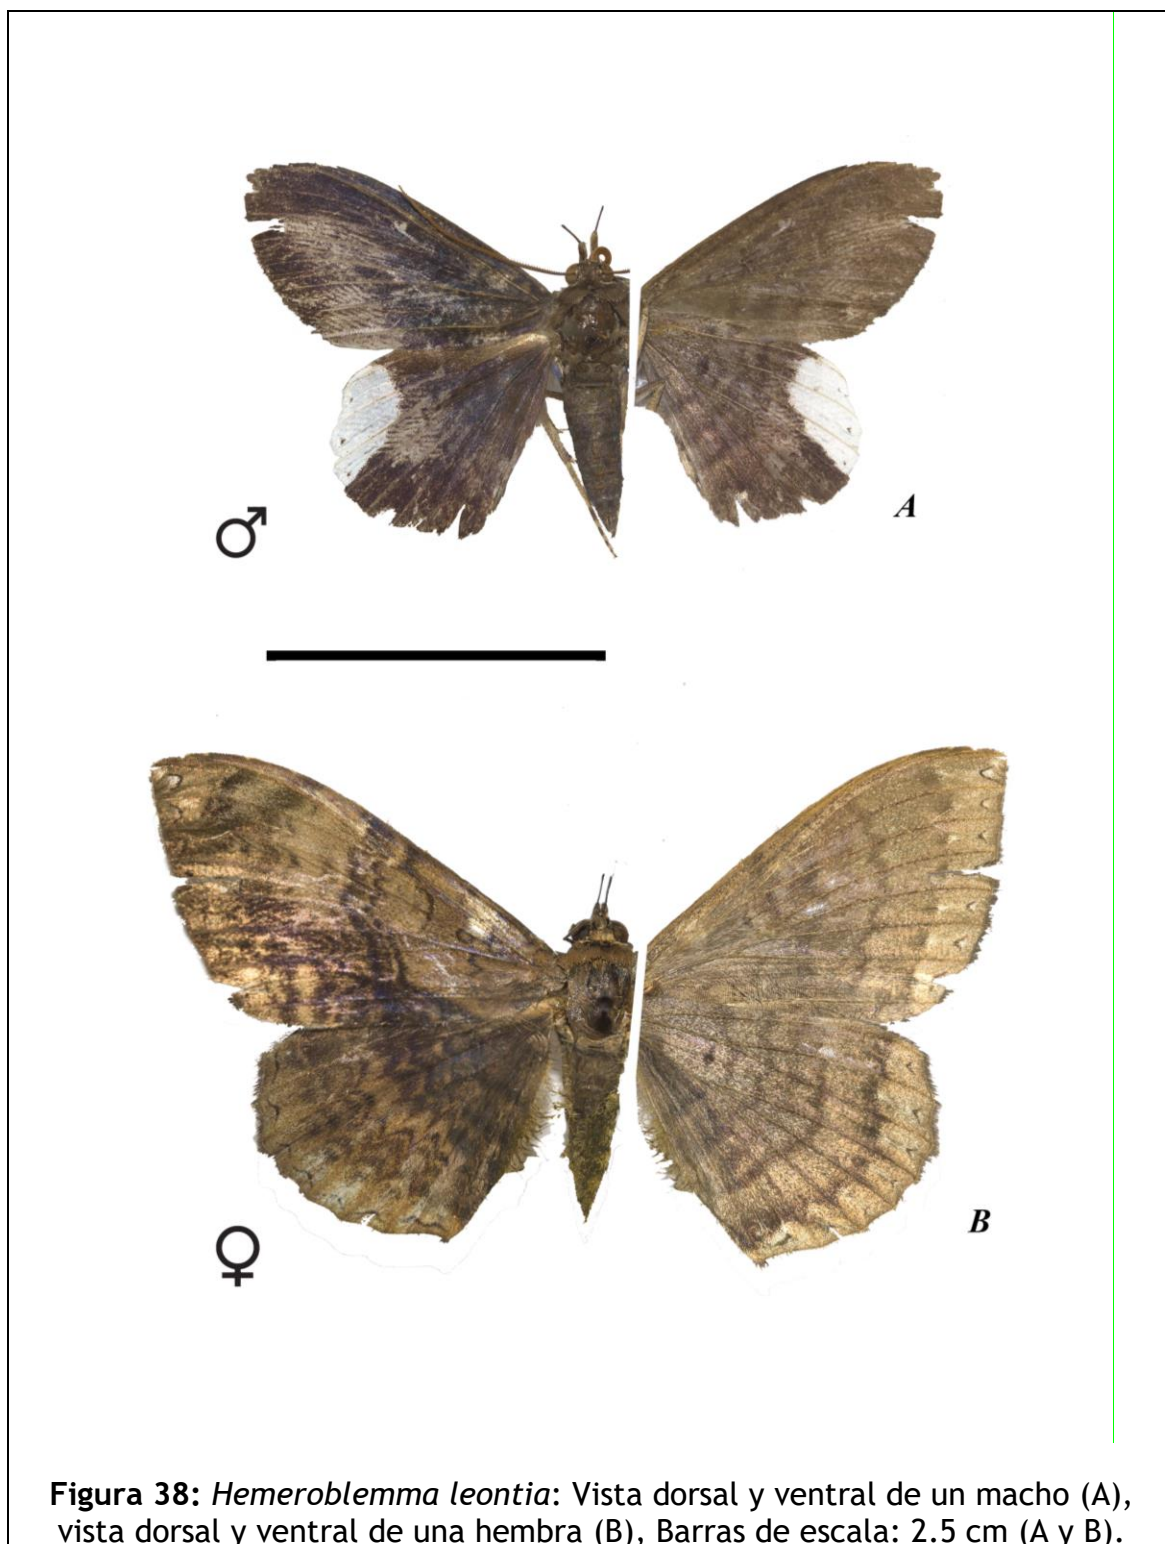 ♂
A
B
♀
Figura 38: Hemeroblemma leontia: Vista dorsal y ventral de un macho (A),
vista dorsal y ventral de una hembra (B), Barras de escala: 2.5 cm (A y B).